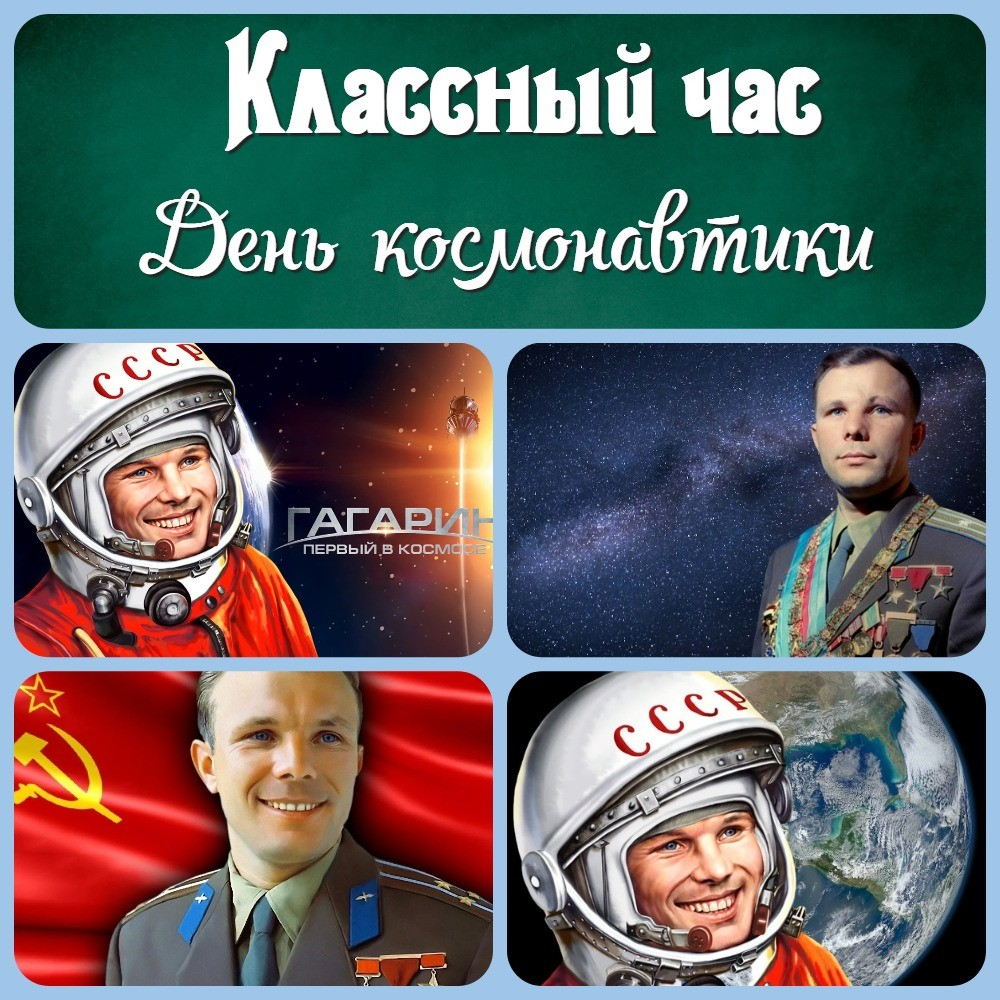 Классный час
День космонавтики
СССР
ГАГАРИН
ПЕРВЫЙ В КОСМОСЕ
СССР